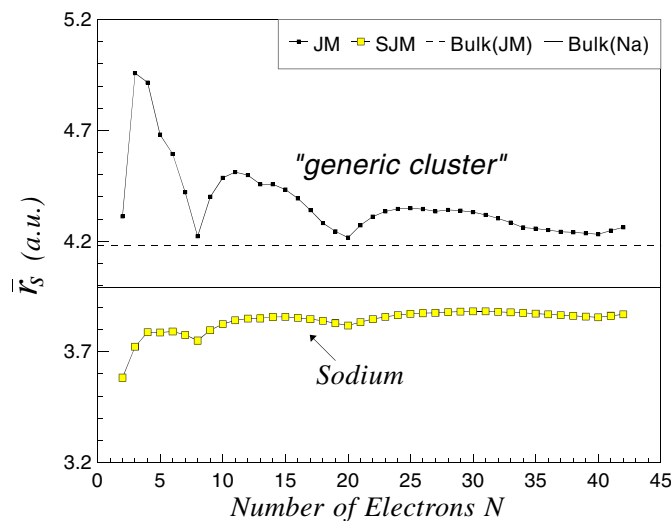 5.2
JM SJM Bulk(JM) Bulk(Na)
4.7
"generic cluster"
4.2
r̅s (a.u.)
3.7
Sodium
3.2
0 5 10 15 20 25 30 35 40 45
Number of Electrons N